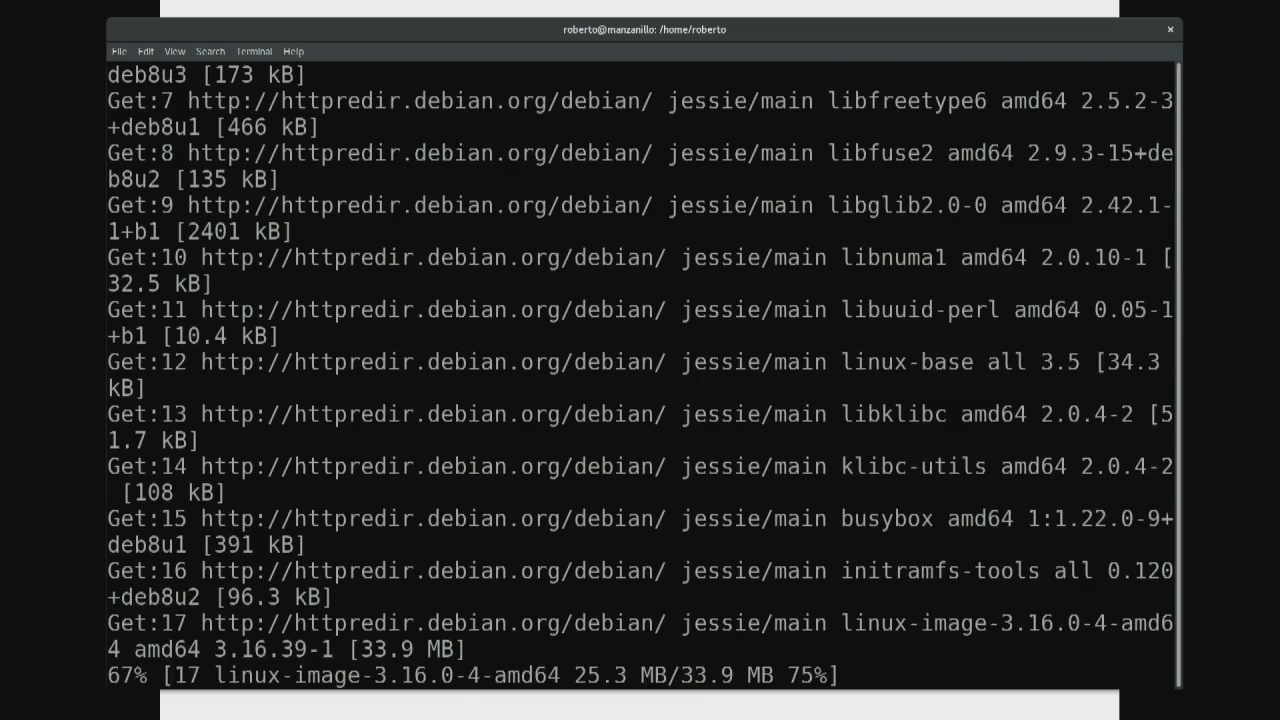 roberto@manzanillo: /home/roberto
×
File Edit View Search Terminal Help
deb8u3 [173 kB]
Get:7 http://httpredir.debian.org/debian/ jessie/main libfreetype6 amd64 2.5.2-3
+deb8u1 [466 kB]
Get:8 http://httpredir.debian.org/debian/ jessie/main libfuse2 amd64 2.9.3-15+de
b8u2 [135 kB]
Get:9 http://httpredir.debian.org/debian/ jessie/main libglib2.0-0 amd64 2.42.1-
1+b1 [2401 kB]
Get:10 http://httpredir.debian.org/debian/ jessie/main libnuma1 amd64 2.0.10-1 [
32.5 kB]
Get:11 http://httpredir.debian.org/debian/ jessie/main libuuid-perl amd64 0.05-1
+b1 [10.4 kB]
Get:12 http://httpredir.debian.org/debian/ jessie/main linux-base all 3.5 [34.3
kB]
Get:13 http://httpredir.debian.org/debian/ jessie/main libklibc amd64 2.0.4-2 [5
1.7 kB]
Get:14 http://httpredir.debian.org/debian/ jessie/main klibc-utils amd64 2.0.4-2
 [108 kB]
Get:15 http://httpredir.debian.org/debian/ jessie/main busybox amd64 1:1.22.0-9+
deb8u1 [391 kB]
Get:16 http://httpredir.debian.org/debian/ jessie/main initramfs-tools all 0.120
+deb8u2 [96.3 kB]
Get:17 http://httpredir.debian.org/debian/ jessie/main linux-image-3.16.0-4-amd6
4 amd64 3.16.39-1 [33.9 MB]
67% [17 linux-image-3.16.0-4-amd64 25.3 MB/33.9 MB 75%]